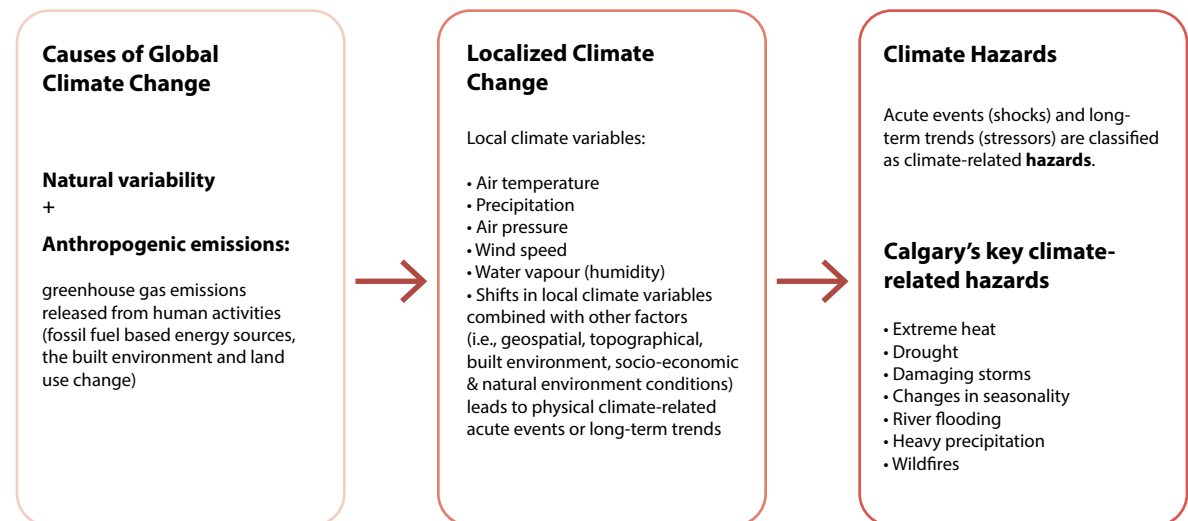 Causes of Global
Climate Change
Natural variability
+
Anthropogenic emissions:
greenhouse gas emissions
released from human activities
(fossil fuel based energy sources,
the built environment and land
use change)
Localized Climate
Change
Local climate variables:
• Air temperature
• Precipitation
• Air pressure
• Wind speed
• Water vapour (humidity)
• Shifts in local climate variables
combined with other factors
(i.e., geospatial, topographical,
built environment, socio-economic
& natural environment conditions)
leads to physical climate-related
acute events or long-term trends
Climate Hazards
Acute events (shocks) and long-
term trends (stressors) are classified
as climate-related hazards.
Calgary’s key climate-
related hazards
• Extreme heat
• Drought
• Damaging storms
• Changes in seasonality
• River flooding
• Heavy precipitation
• Wildfires